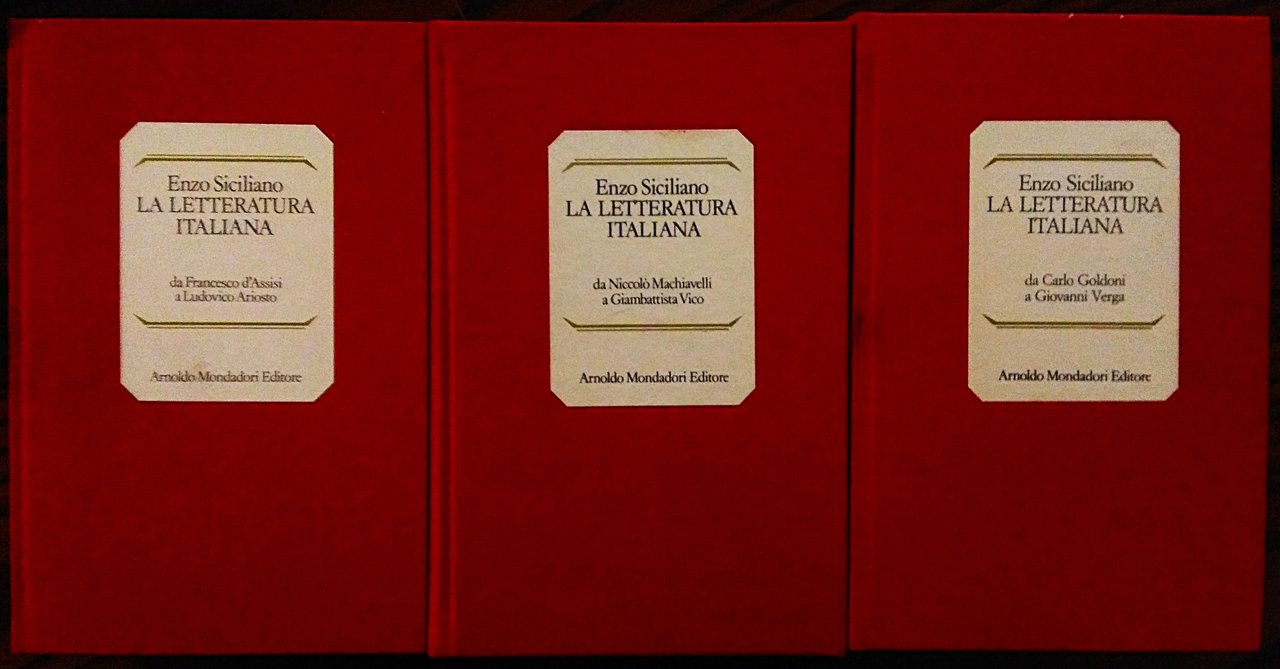 Enzo Siciliano
LA LETTERATURA
ITALIANA
da Francesco d'Assisi
a Ludovico Ariosto
Arnoldo Mondadori Editore
Enzo Siciliano
LA LETTERATURA
ITALIANA
da Niccolò Machiavelli
a Giambattista Vico
Arnoldo Mondadori Editore
Enzo Siciliano
LA LETTERATURA
ITALIANA
da Carlo Goldoni
a Giovanni Verga
Arnoldo Mondadori Editore